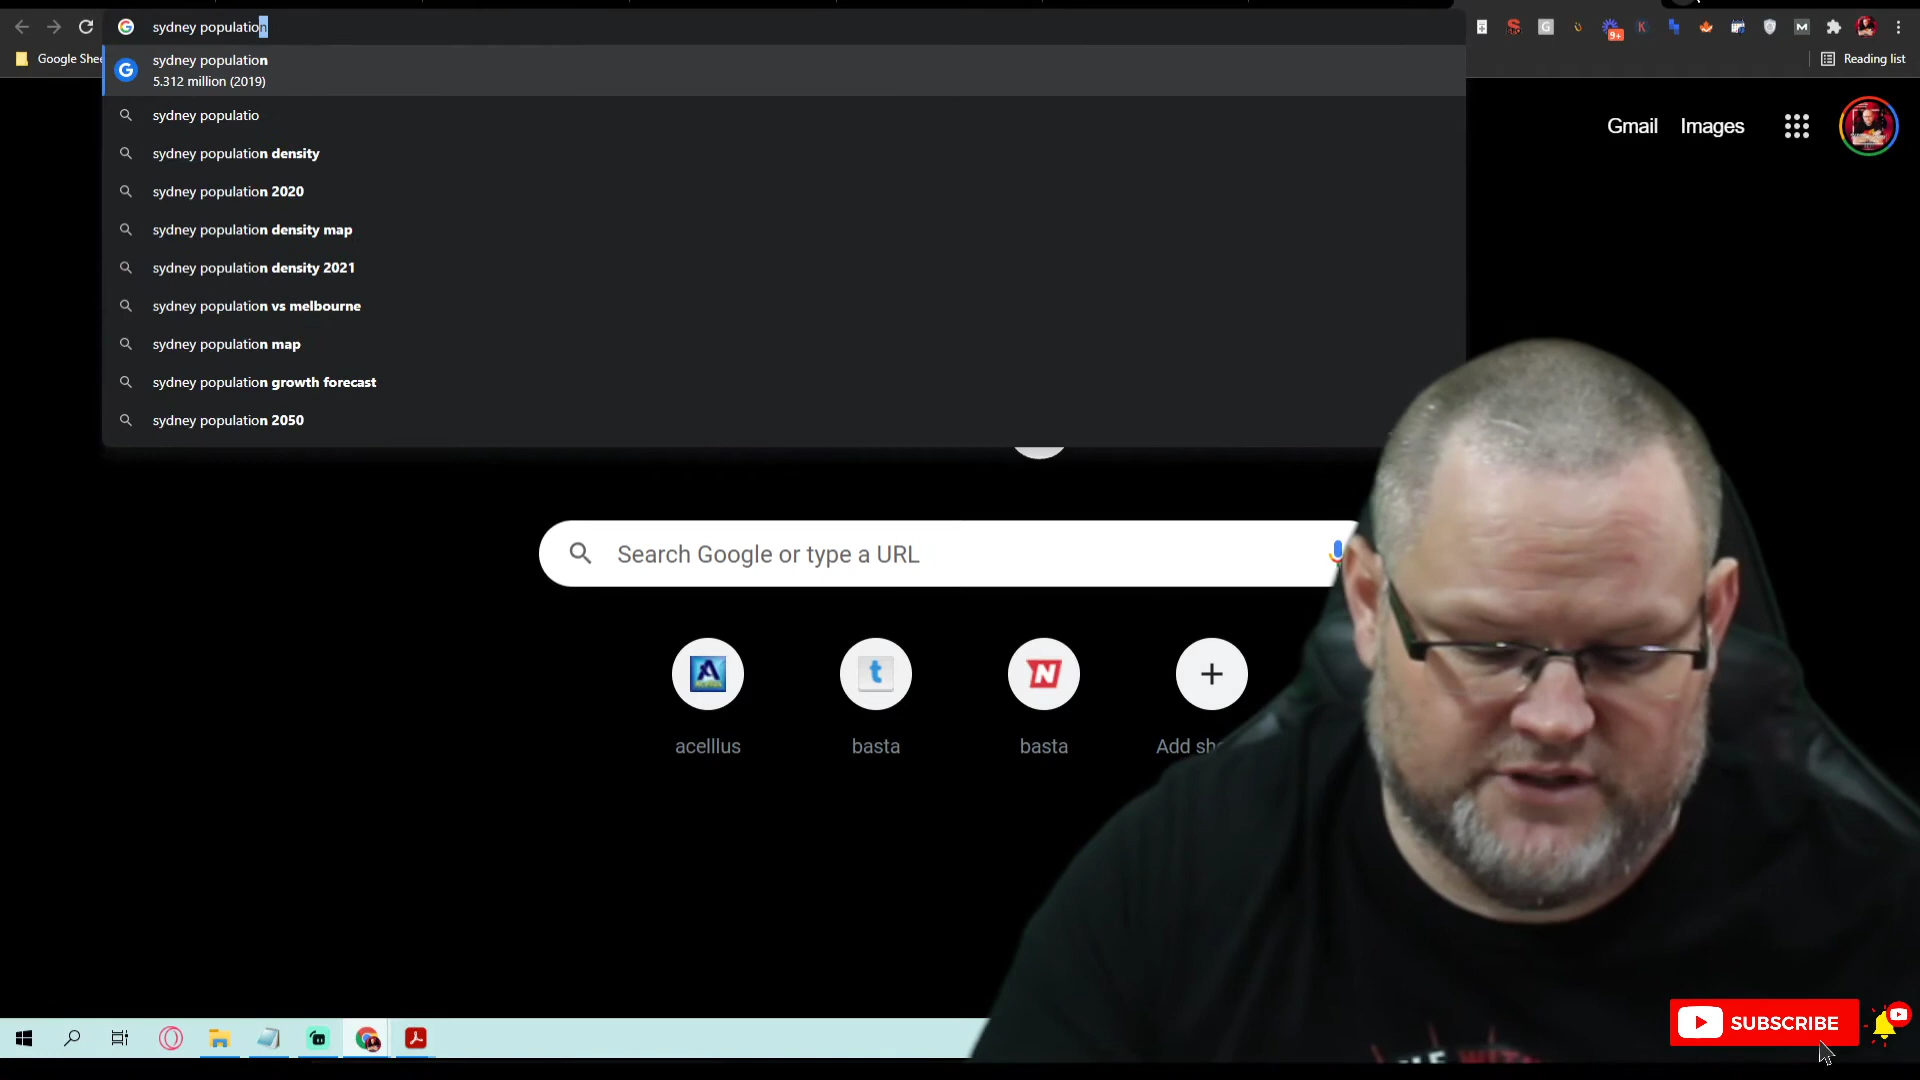 sydney population
Google Shee
Reading list
sydney population
5.312 million (2019)
sydney populatio
sydney population density
sydney population 2020
sydney population density map
sydney population density 2021
sydney population vs melbourne
sydney population map
sydney population growth forecast
sydney population 2050
9+
Gmail
Images
Search Google or type a URL
acelllus
basta
basta
Add sh
SUBSCRIBE